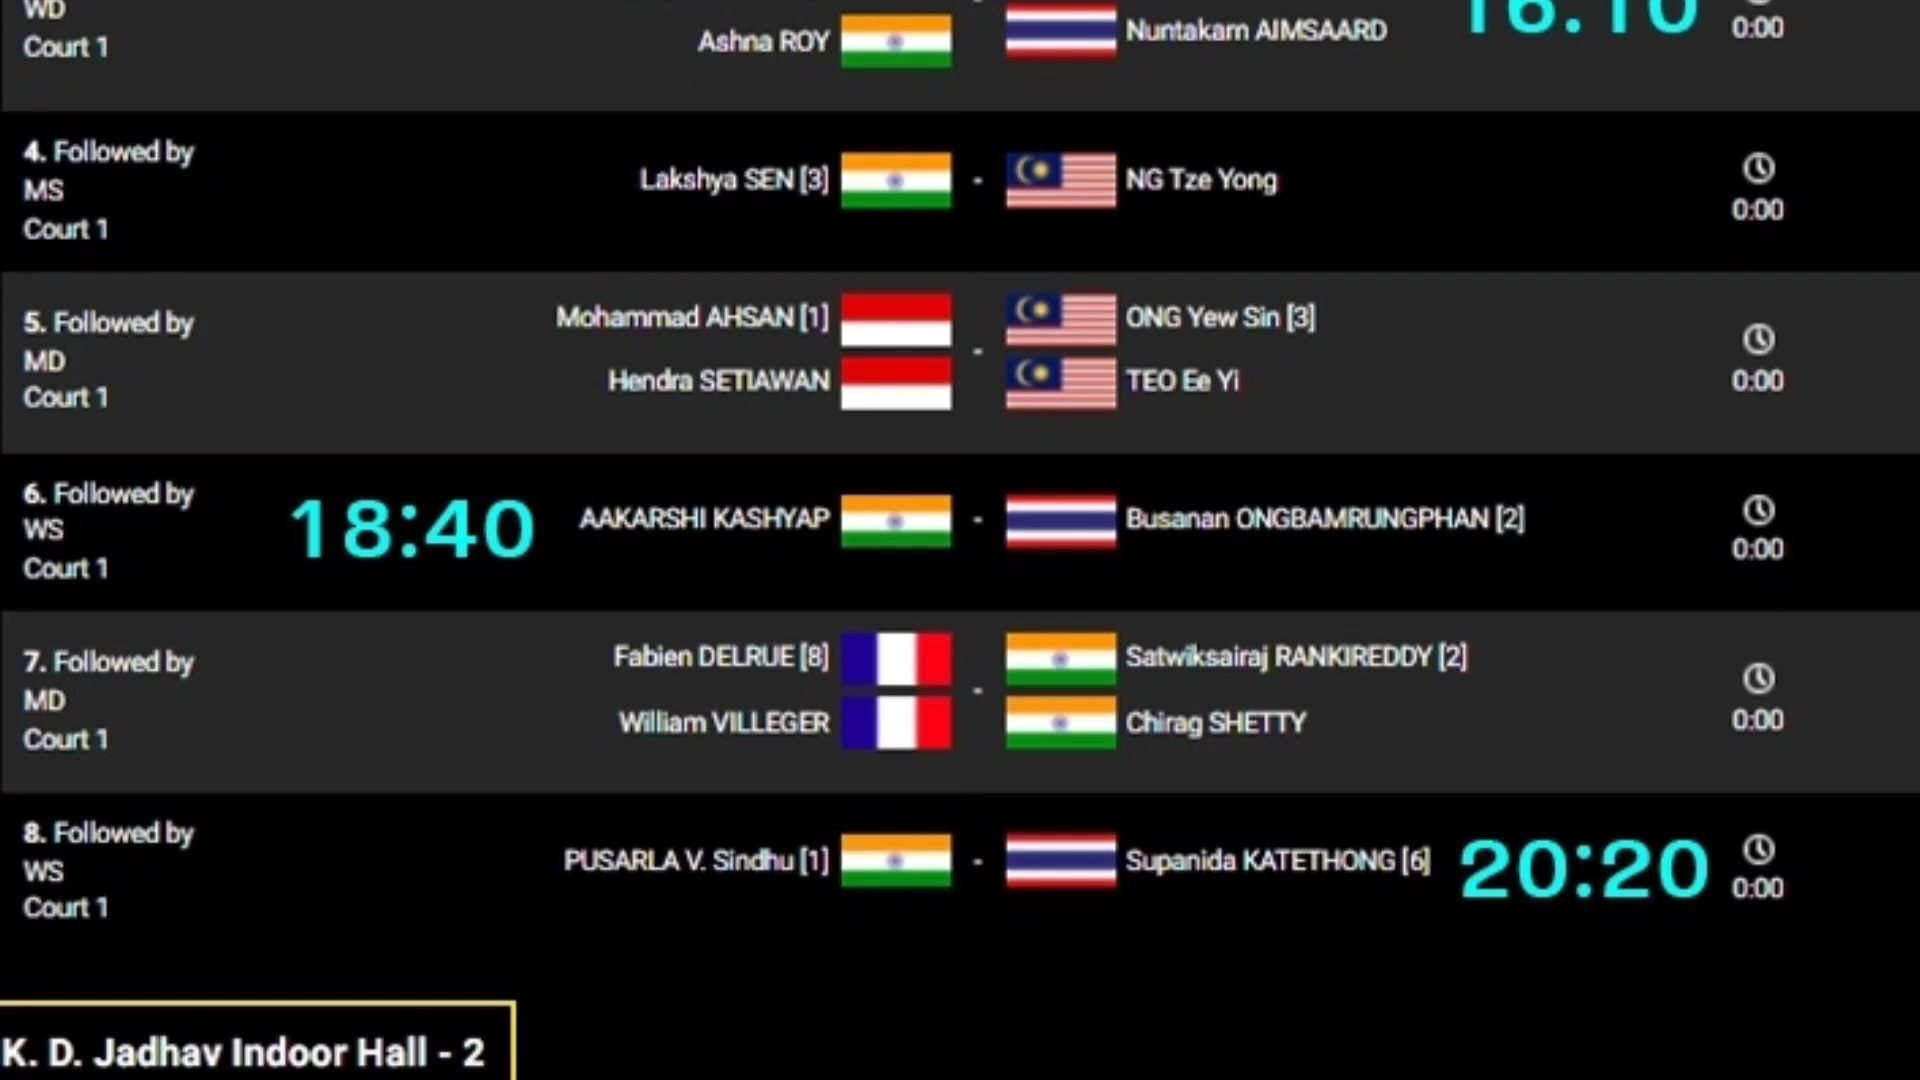 WD
Court 1
Ashna ROY
-
Nuntakarn AIMSAARD
16:10
0:00
4. Followed by
MS
Court 1
Lakshya SEN [3]
-
NG Tze Yong
0:00
5. Followed by
MD
Court 1
Mohammad AHSAN [1]
Hendra SETIAWAN
-
ONG Yew Sin [3]
TEO Ee Yi
0:00
6. Followed by
WS
Court 1
18:40
AAKARSHI KASHYAP
-
Busanan ONGBAMRUNGPHAN [2]
0:00
7. Followed by
MD
Court 1
Fabien DELRUE [8]
William VILLEGER
-
Satwiksairaj RANKIREDDY [2]
Chirag SHETTY
0:00
8. Followed by
WS
Court 1
PUSARLA V. Sindhu [1]
-
Supanida KATETHONG [6]
20:20
0:00
K. D. Jadhav Indoor Hall - 2